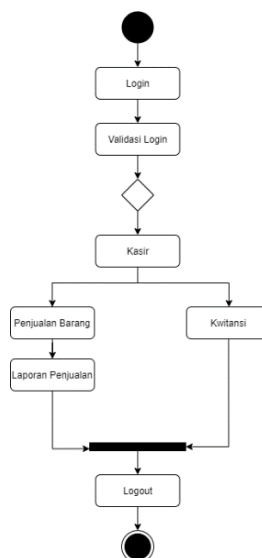 Login
Validasi Login
Kasir
Penjualan Barang
Kwitansi
Laporan Penjualan
Logout